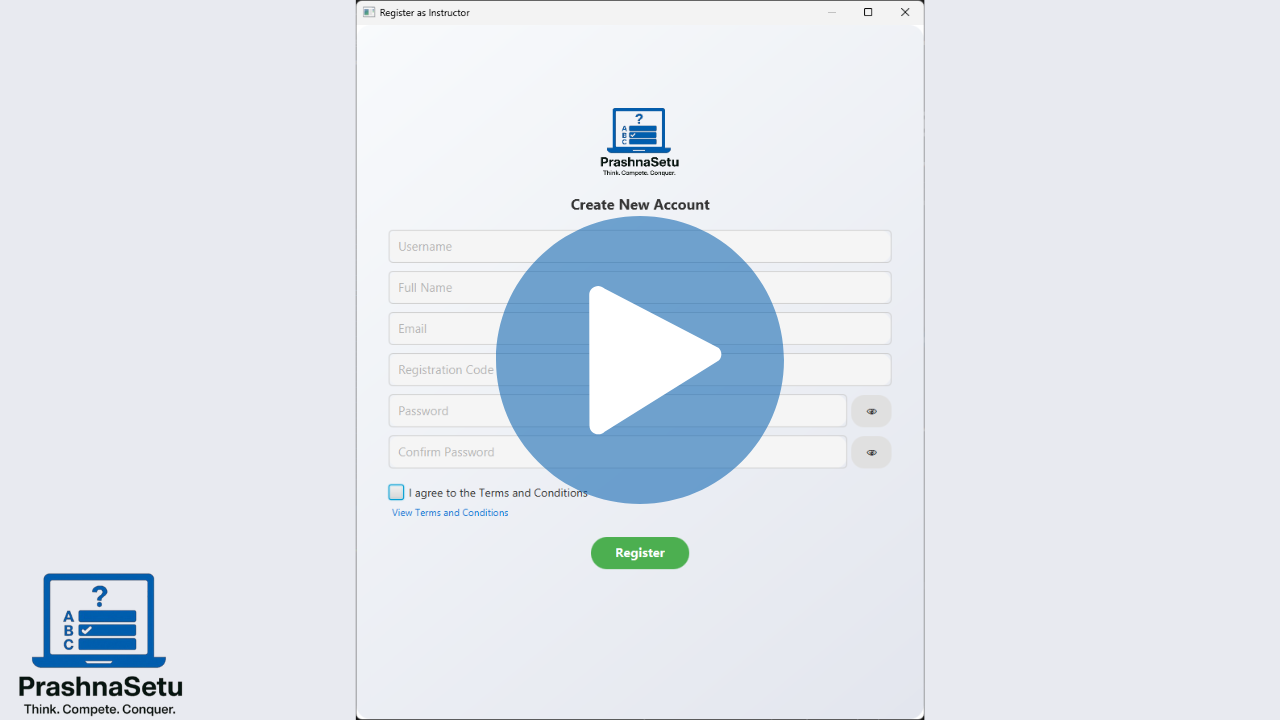 Register as Instructor
?
A
B
C
PrashnaSetu
Think. Compete. Conquer.
Create New Account
Username
Full Name
Email
Registration Code
Password
Confirm Password
I agree to the Terms and Conditions
View Terms and Conditions
Register
?
A
B
C
PrashnaSetu
Think. Compete. Conquer.